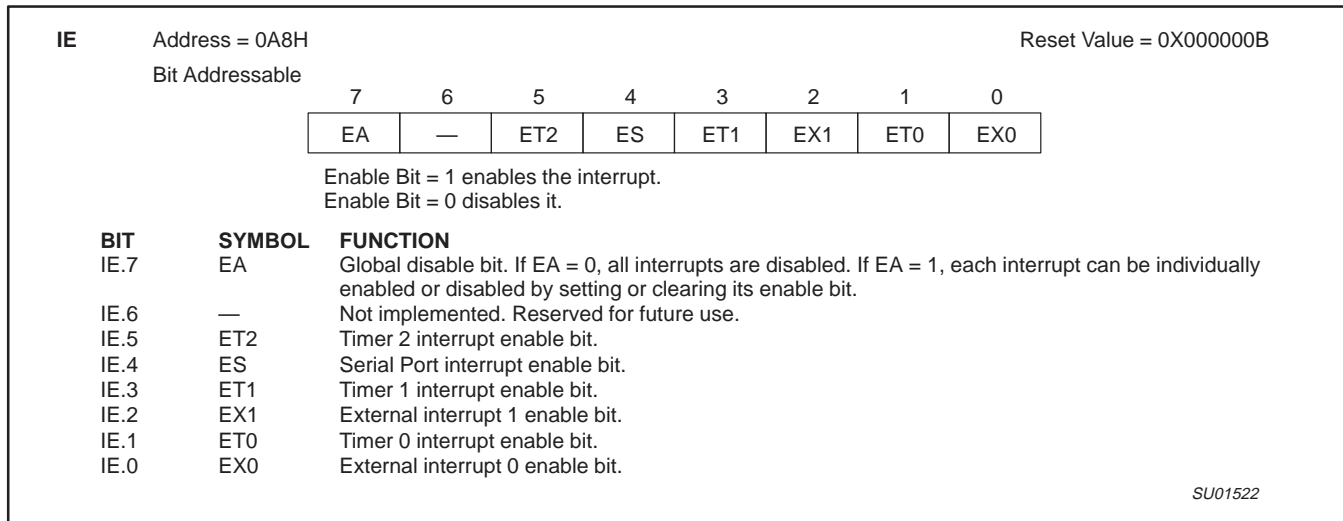 IE Address = 0A8H Reset Value = 0X000000B
Bit Addressable
7 6 5 4 3 2 1 0
EA — ET2 ES ET1 EX1 ET0 EX0
Enable Bit = 1 enables the interrupt.
Enable Bit = 0 disables it.
BIT SYMBOL FUNCTION
IE.7 EA Global disable bit. If EA = 0, all interrupts are disabled. If EA = 1, each interrupt can be individually
enabled or disabled by setting or clearing its enable bit.
IE.6 — Not implemented. Reserved for future use.
IE.5 ET2 Timer 2 interrupt enable bit.
IE.4 ES Serial Port interrupt enable bit.
IE.3 ET1 Timer 1 interrupt enable bit.
IE.2 EX1 External interrupt 1 enable bit.
IE.1 ET0 Timer 0 interrupt enable bit.
IE.0 EX0 External interrupt 0 enable bit.
SU01522